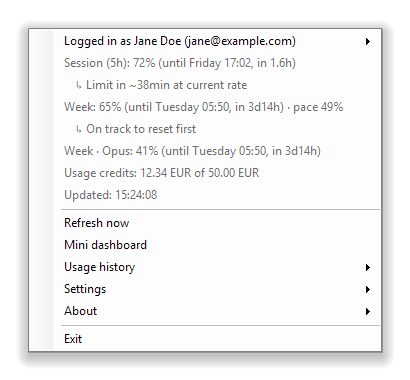 Logged in as Jane Doe (jane@example.com)
Session (5h): 72% (until Friday 17:02, in 1.6h)
↳ Limit in ~38min at current rate
Week: 65% (until Tuesday 05:50, in 3d14h) · pace 49%
↳ On track to reset first
Week · Opus: 41% (until Tuesday 05:50, in 3d14h)
Usage credits: 12.34 EUR of 50.00 EUR
Updated: 15:24:08
Refresh now
Mini dashboard
Usage history
Settings
About
Exit